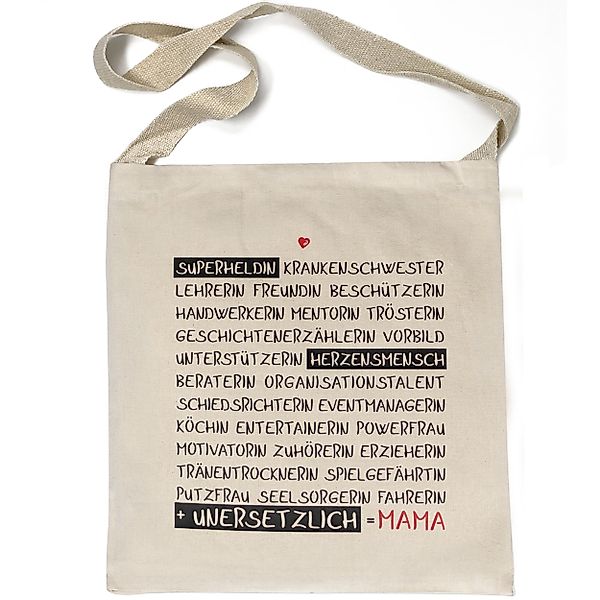 SUPERHELDIN KRANKENSCHWESTER
LEHRERIN FREUNDIN BESCHÜTZERIN
HANDWERKERIN MENTORIN TRÖSTERIN
GESCHICHTENERZÄHLERIN VORBILD
UNTERSTÜTZERIN HERZENSMENSCH
BERATERIN ORGANISATIONSTALENT
SCHIEDSRICHTERIN EVENTMANAGERIN
KÖCHIN ENTERTAINERIN POWERFRAU
MOTIVATORIN ZUHÖRERIN ERZIEHERIN
TRÄNENTROCKNERIN SPIELGEFÄHRTIN
PUTZFRAU SEELSORGERIN FAHRERIN
+ UNERSETZLICH = MAMA